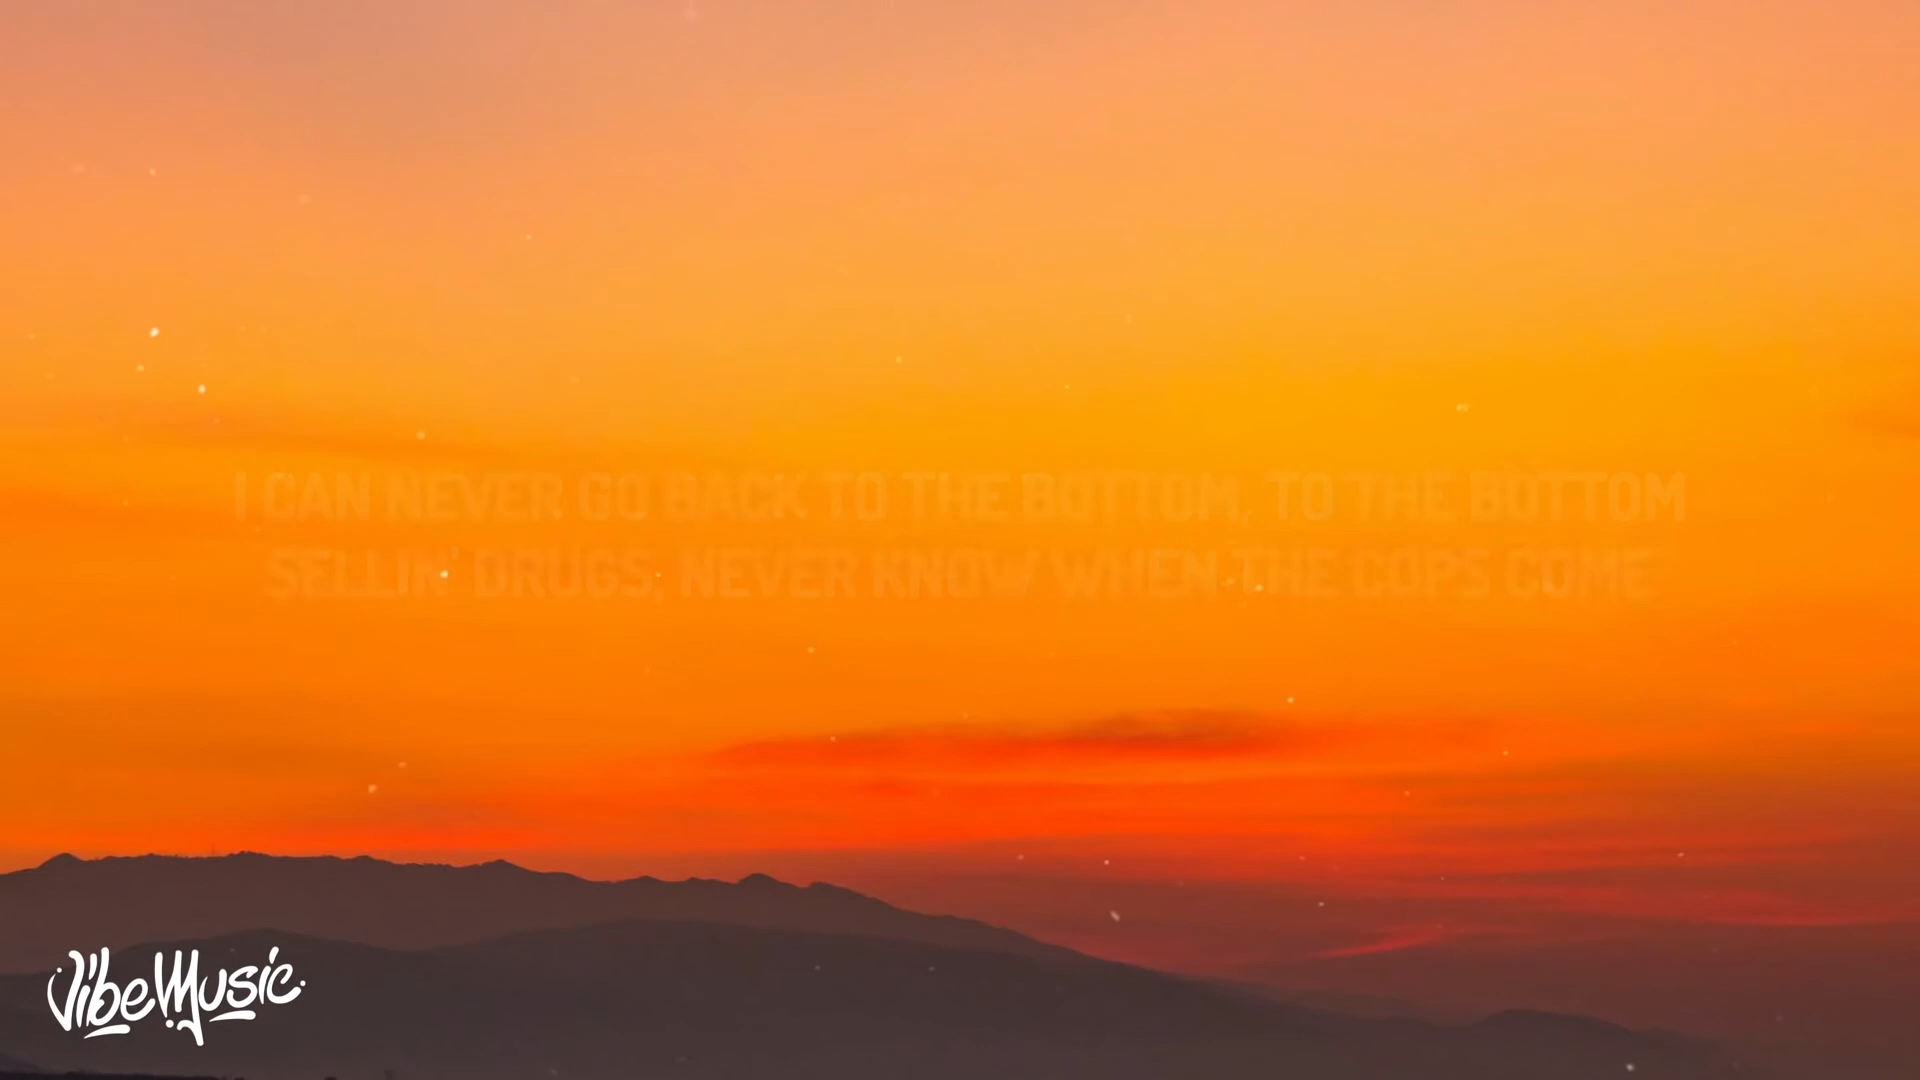 I CAN NEVER GO BACK TO THE BOTTOM, TO THE BOTTOM
SELLIN' DRUGS, NEVER KNOW WHEN THE COPS COME
VibeMusic